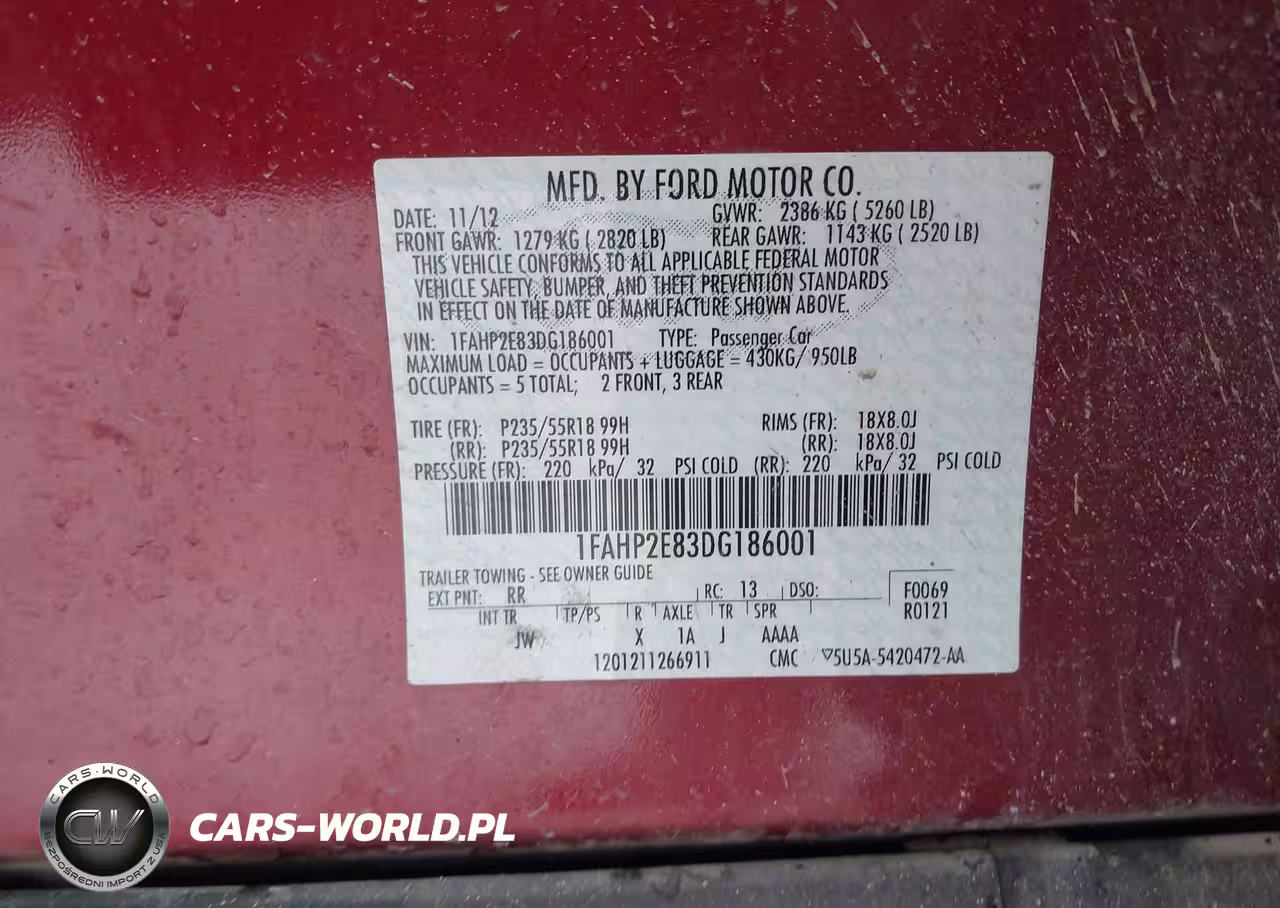 MFD. BY FORD MOTOR CO.
DATE: 11/12 GVWR: 2386 KG ( 5260 LB)
FRONT GAWR: 1279 KG ( 2820 LB) REAR GAWR: 1143 KG ( 2520 LB)
THIS VEHICLE CONFORMS TO ALL APPLICABLE FEDERAL MOTOR
VEHICLE SAFETY, BUMPER, AND THEFT PREVENTION STANDARDS
IN EFFECT ON THE DATE OF MANUFACTURE SHOWN ABOVE.
VIN: 1FAHP2E83DG186001 TYPE: Passenger Car
MAXIMUM LOAD = OCCUPANTS + LUGGAGE = 430KG/ 950LB
OCCUPANTS = 5 TOTAL; 2 FRONT, 3 REAR
TIRE (FR): P235/55R18 99H RIMS (FR): 18X8.0J
(RR): P235/55R18 99H (RR): 18X8.0J
PRESSURE (FR): 220 kPa/ 32 PSI COLD (RR): 220 kPa/ 32 PSI COLD
1FAHP2E83DG186001
TRAILER TOWING - SEE OWNER GUIDE
EXT PNT: RR RC: 13 DSO: F0069
INT TR TP/PS R AXLE TR SPR R0121
JW X 1A J AAAA
1201211266911 CMC ▽5U5A-5420472-AA
CARS-WORLD
CW
BEZPOŚREDNI IMPORT Z USA
CARS-WORLD.PL